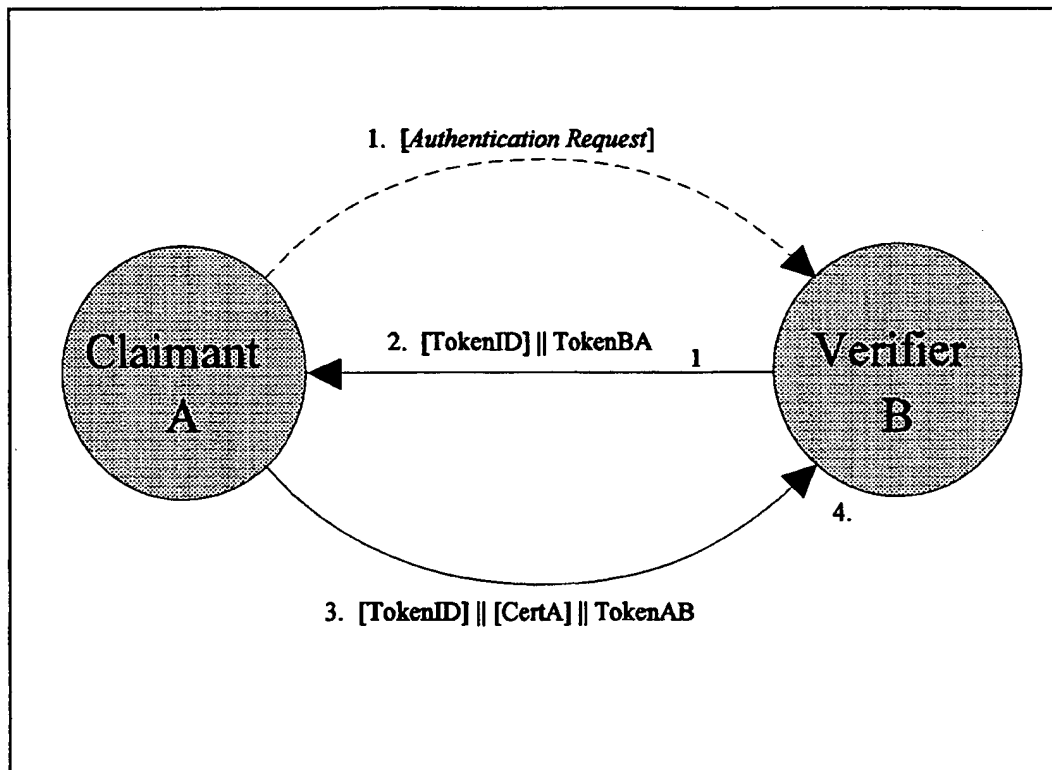 1. [Authentication Request]
2. [TokenID] || TokenBA
1
Claimant
A
Verifier
B
4.
3. [TokenID] || [CertA] || TokenAB